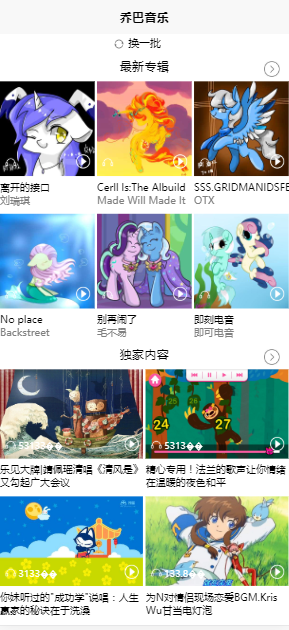 乔巴音乐
换一批
最新专辑
离开的接口
刘瑞琪
Cerll Is:The Albuild
Made Will Made It
SSS.GRIDMANIDSFE
OTX
No place
Backstreet
别再闹了
毛不易
即刻电音
即可电音
独家内容
24
25
26
27
5313��
5313��
乐见大牌|婧佩瑶清唱《清风是》
又勾起广大会议
精心专用！法兰的歌声让你情绪
在温暖的夜色和平
3133��
133.8��
你妹听过的“成功学”说唱：人生
赢家的秘诀在于洗澡
为N对情侣现场恋爱BGM.Kris
Wu甘当电灯泡